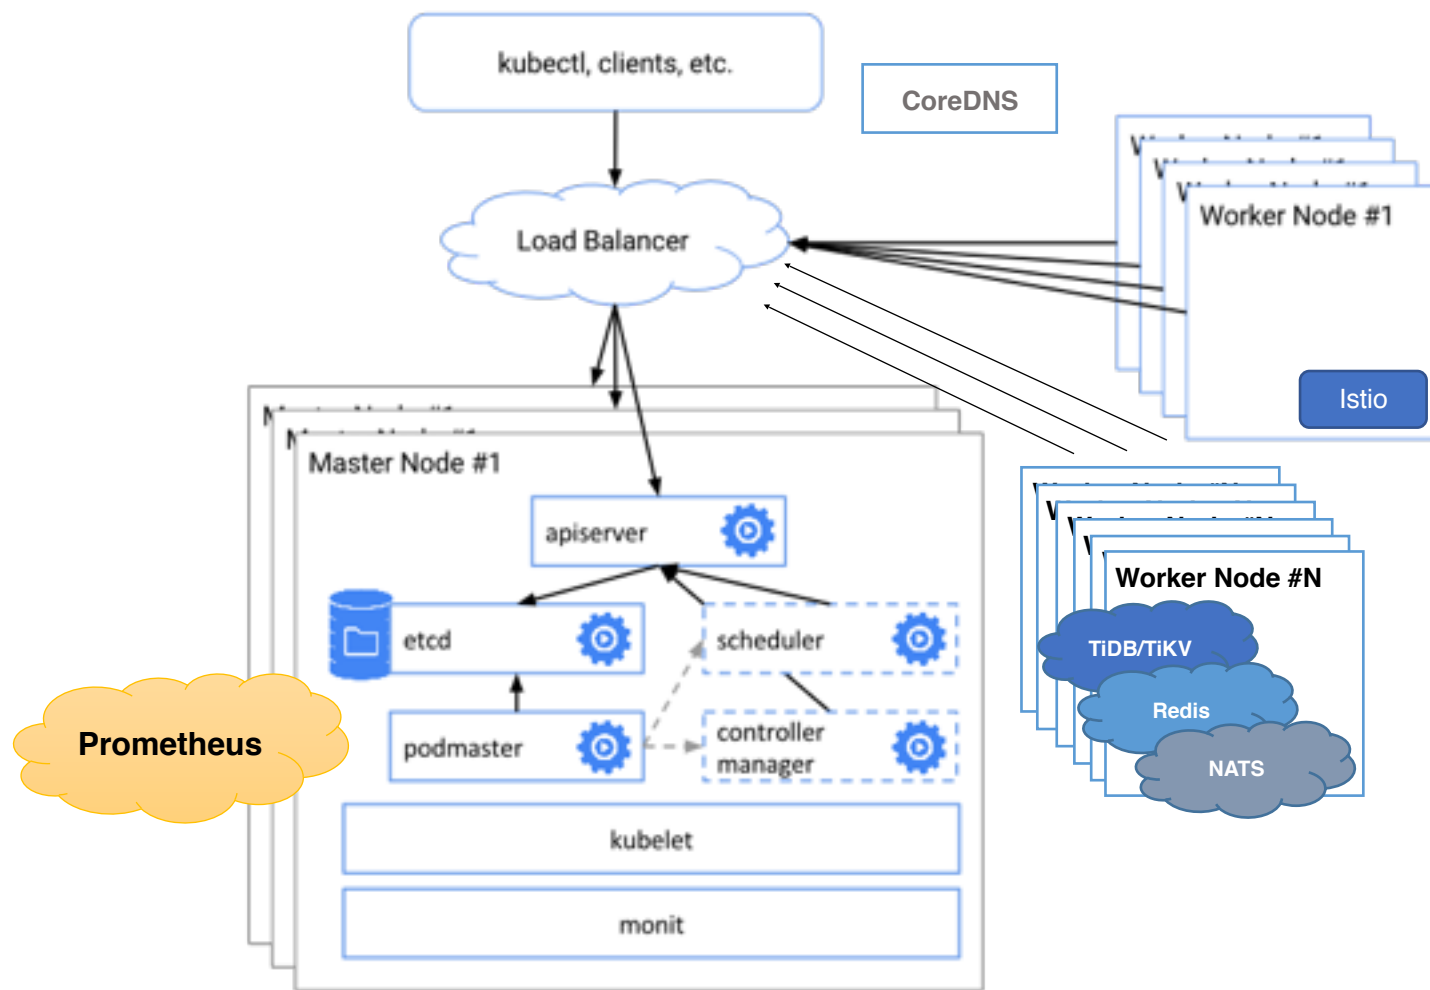 kubectl, clients, etc.
CoreDNS
Load Balancer
Worker Node #1
Istio
Master Node #1
apiserver
etcd
scheduler
podmaster
controller
manager
kubelet
monit
Prometheus
Worker Node #N
TiDB/TiKV
Redis
NATS